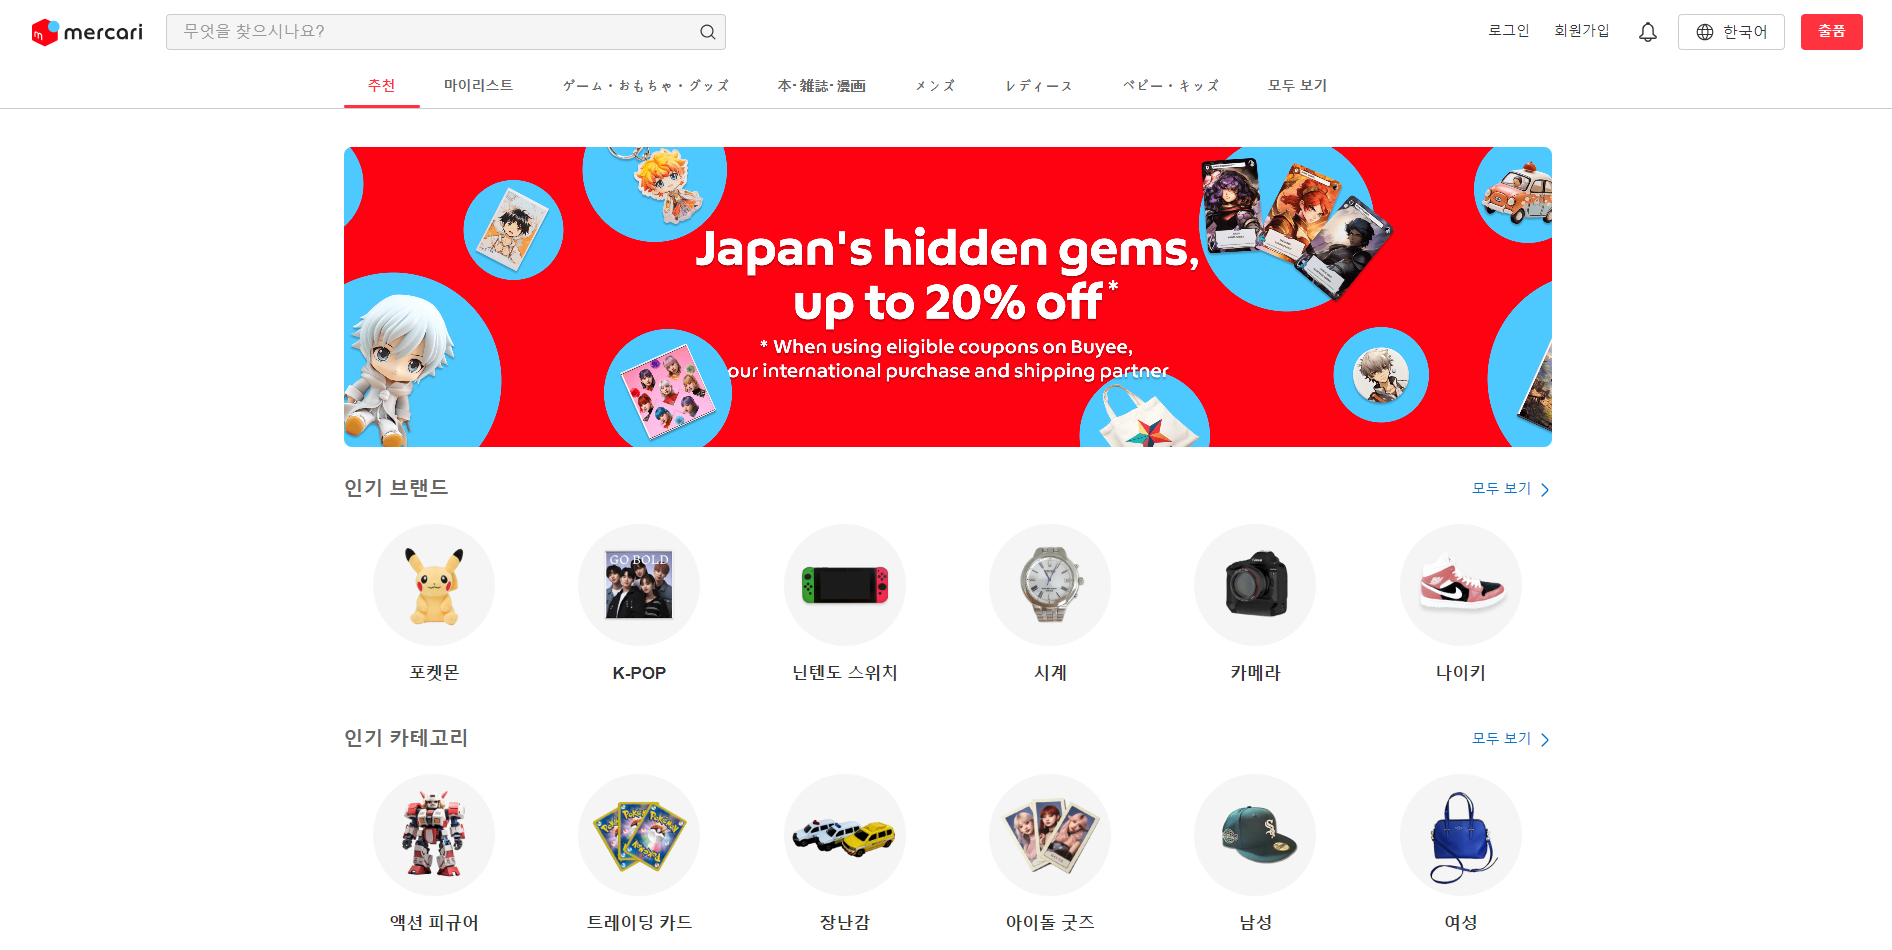 mercari
무엇을 찾으시나요?
로그인
회원가입
한국어
출품
추천
마이리스트
ゲーム・おもちゃ・グッズ
本・雑誌・漫画
メンズ
レディース
ベビー・キッズ
모두 보기
Japan's hidden gems,
up to 20% off*
* When using eligible coupons on Buyee,
our international purchase and shipping partner
인기 브랜드
모두 보기
GO BOLD
포켓몬
K-POP
닌텐도 스위치
시계
카메라
나이키
인기 카테고리
모두 보기
액션 피규어
트레이딩 카드
장난감
아이돌 굿즈
남성
여성